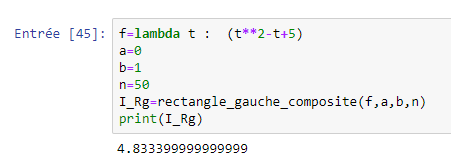 Entrée [45]: f=lambda t :  (t**2-t+5)
a=0
b=1
n=50
I_Rg=rectangle_gauche_composite(f,a,b,n)
print(I_Rg)
4.833399999999999